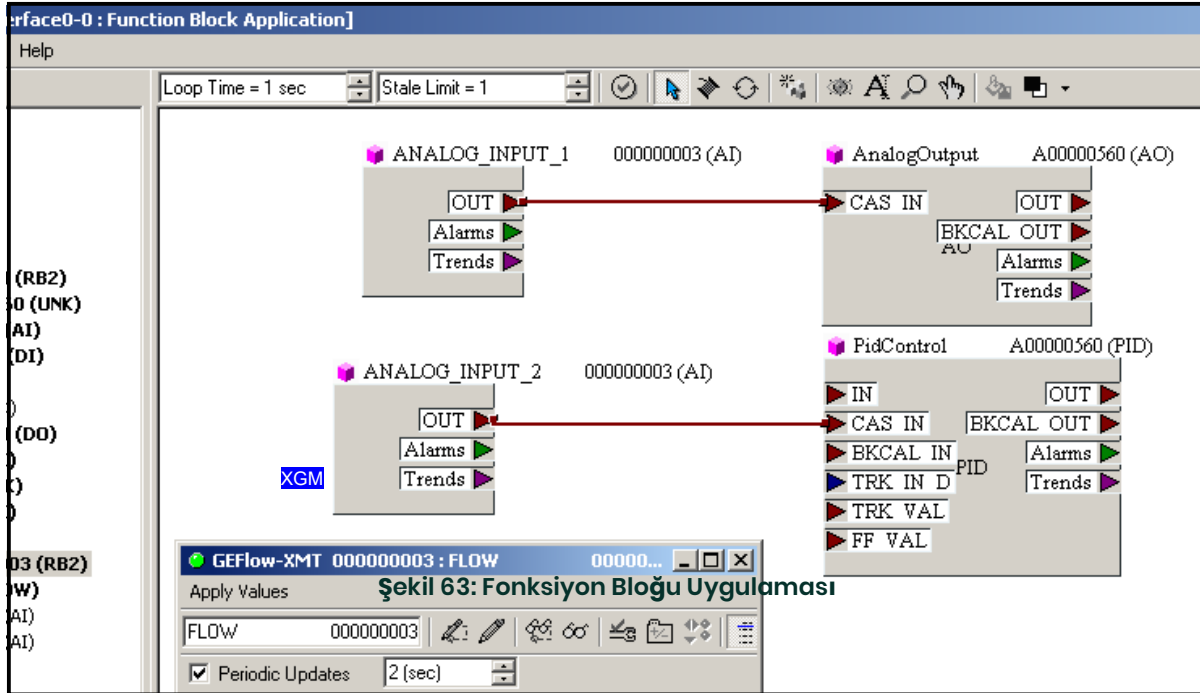 erface0-0 : Function Block Application]
Help
Loop Time = 1 sec
Stale Limit = 1
ANALOG_INPUT_1 000000003 (AI)
OUT
Alarms
Trends
AnalogOutput A00000560 (AO)
CAS IN
OUT
BKCAL OUT
AO
Alarms
Trends
(RB2)
60 (UNK)
(AI)
(DI)
(DO)
03 (RB2)
OW)
AI)
AI)
ANALOG_INPUT_2 000000003 (AI)
OUT
Alarms
Trends
XGM
PidControl A00000560 (PID)
IN
CAS IN
BKCAL IN
TRK IN D
TRK VAL
FF VAL
PID
OUT
BKCAL OUT
Alarms
Trends
GEFlow-XMT 000000003 : FLOW 00000...
Apply Values
Şekil 63: Fonksiyon Bloğu Uygulaması
FLOW 000000003
Periodic Updates 2 (sec)